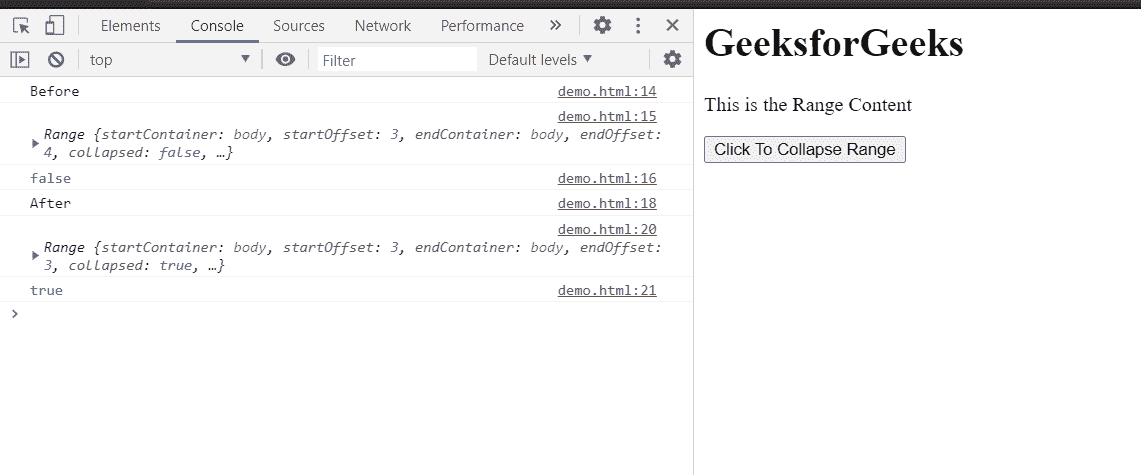 Elements Console Sources Network Performance »
top ▼ Filter Default levels ▼
Before demo.html:14
demo.html:15
▶ Range {startContainer: body, startOffset: 3, endContainer: body, endOffset:
4, collapsed: false, …}
false demo.html:16
After demo.html:18
demo.html:20
▶ Range {startContainer: body, startOffset: 3, endContainer: body, endOffset:
3, collapsed: true, …}
true demo.html:21
>
GeeksforGeeks
This is the Range Content
Click To Collapse Range